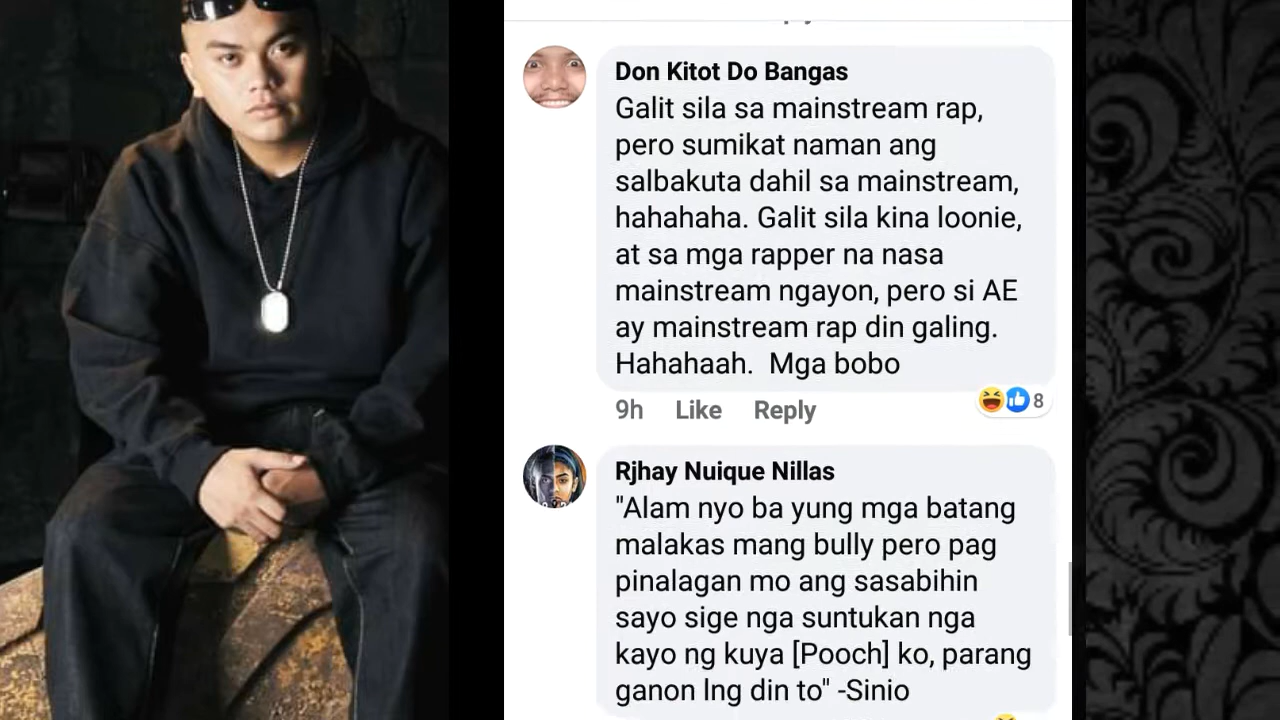 Don Kitot Do Bangas
Galit sila sa mainstream rap,
pero sumikat naman ang
salbakuta dahil sa mainstream,
hahahaha. Galit sila kina loonie,
at sa mga rapper na nasa
mainstream ngayon, pero si AE
ay mainstream rap din galing.
Hahahaah. Mga bobo
9h Like Reply 8
Rjhay Nuique Nillas
"Alam nyo ba yung mga batang
malakas mang bully pero pag
pinalagan mo ang sasabihin
sayo sige nga suntukan nga
kayo ng kuya [Pooch] ko, parang
ganon lng din to" -Sinio